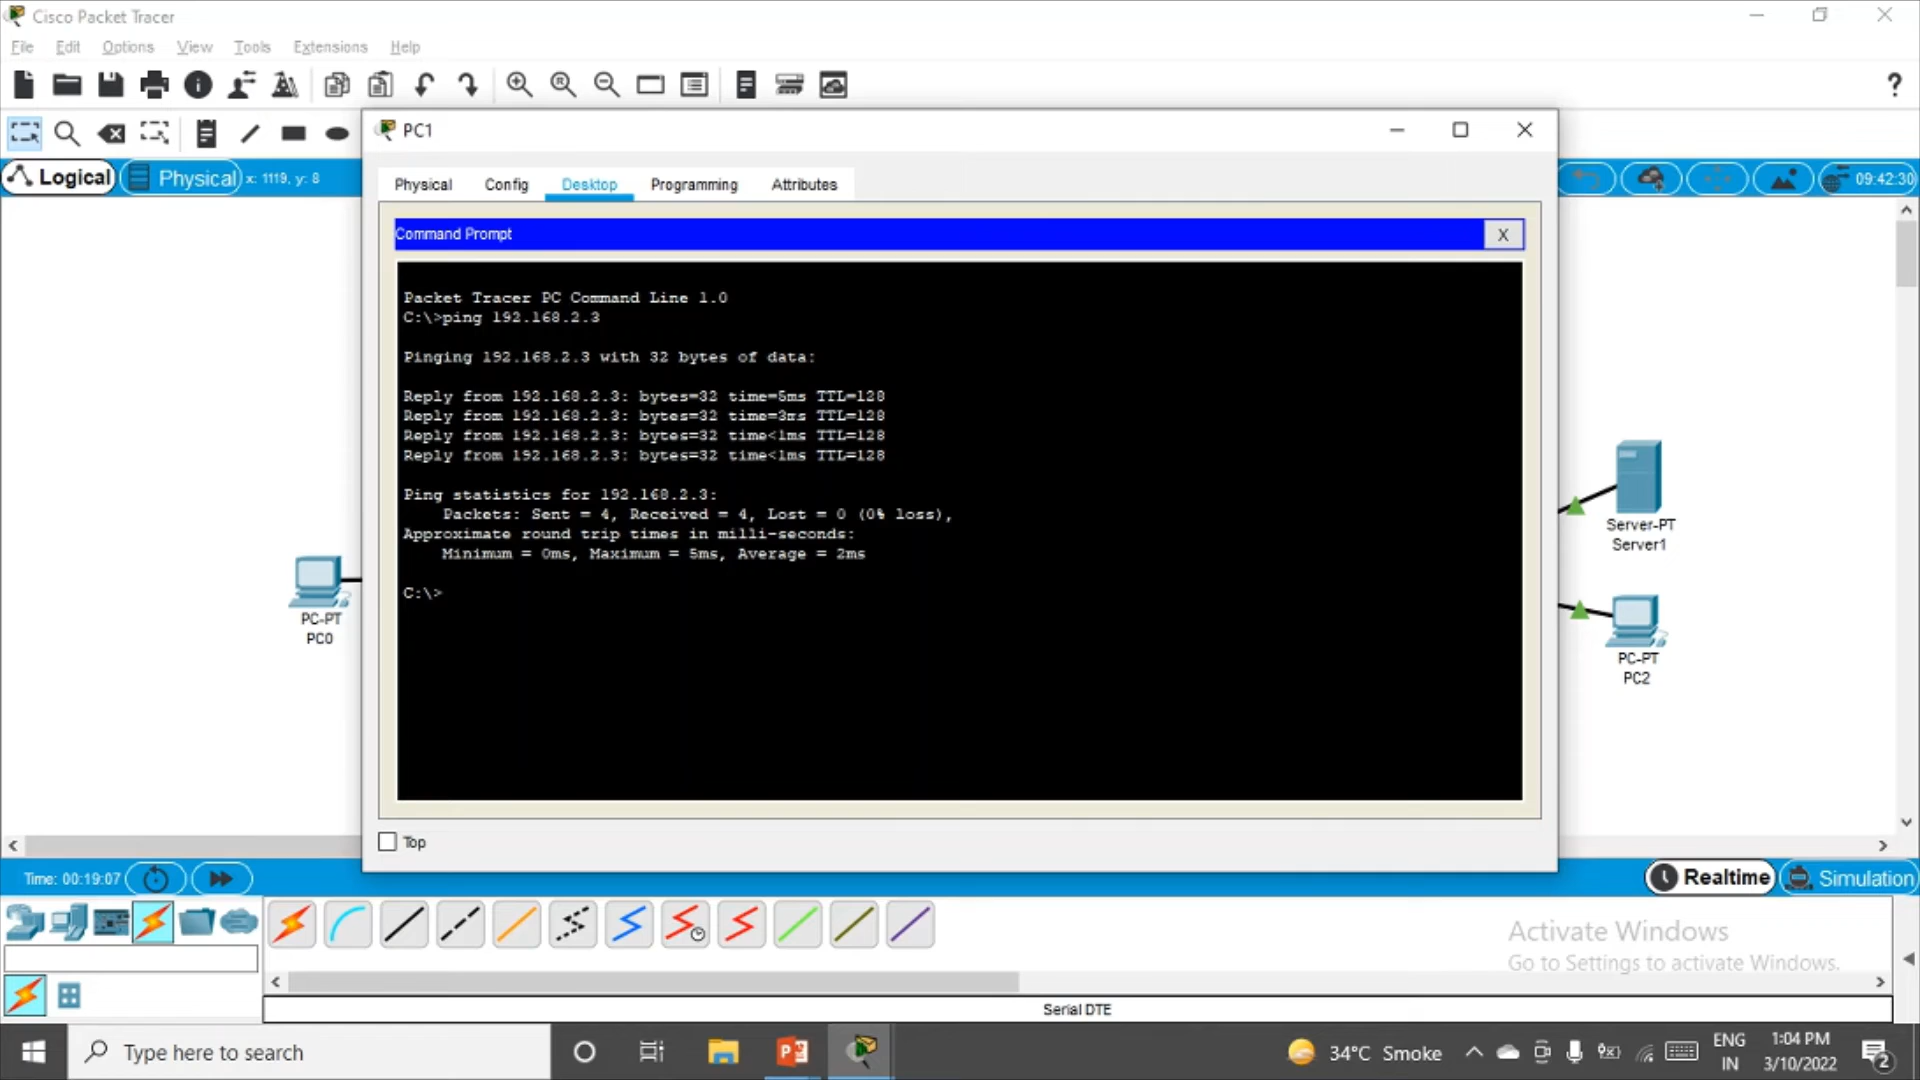 Cisco Packet Tracer
File Edit Options View Tools Extensions Help
?
PC1
Logical Physical x: 1119, y: 8
09:42:30
Physical Config Desktop Programming Attributes
Command Prompt X
Packet Tracer PC Command Line 1.0
C:\>ping 192.168.2.3
Pinging 192.168.2.3 with 32 bytes of data:
Reply from 192.168.2.3: bytes=32 time=5ms TTL=128
Reply from 192.168.2.3: bytes=32 time=3ms TTL=128
Reply from 192.168.2.3: bytes=32 time<1ms TTL=128
Reply from 192.168.2.3: bytes=32 time<1ms TTL=128
Ping statistics for 192.168.2.3:
Packets: Sent = 4, Received = 4, Lost = 0 (0% loss),
Approximate round trip times in milli-seconds:
Minimum = 0ms, Maximum = 5ms, Average = 2ms
C:\>
PC-PT
PC0
Server-PT
Server1
PC-PT
PC2
Top
Time: 00:19:07
Realtime Simulation
Activate Windows
Go to Settings to activate Windows.
Serial DTE
Type here to search
34°C Smoke
ENG
IN
1:04 PM
3/10/2022
2